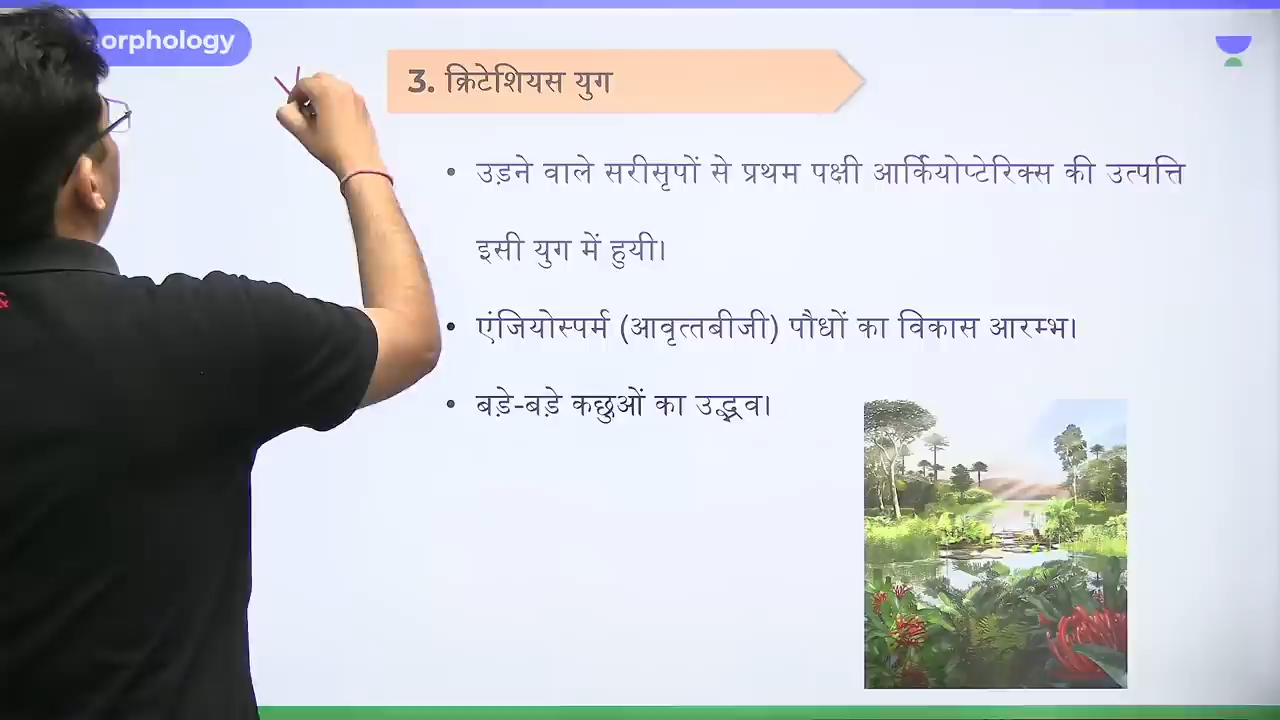 orphology
3. क्रिटेशियस युग
• उड़ने वाले सरीसृपों से प्रथम पक्षी आर्कियोप्टेरिक्स की उत्पत्ति
इसी युग में हुयी।
• एंजियोस्पर्म (आवृत्तबीजी) पौधों का विकास आरम्भ।
• बड़े-बड़े कछुओं का उद्भव।